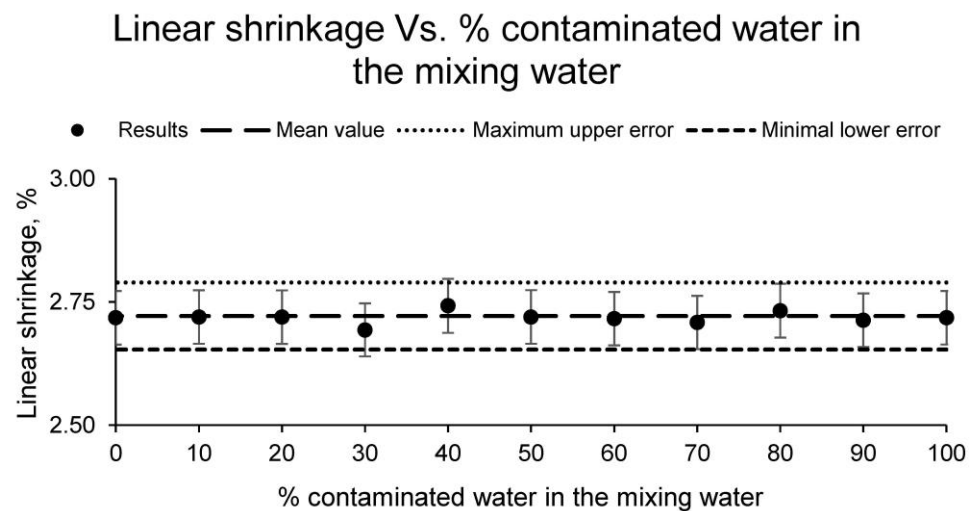 Linear shrinkage Vs. % contaminated water in
the mixing water
Results
Mean value
Maximum upper error
Minimal lower error
Linear shrinkage, %
3.00
2.75
2.50
0 10 20 30 40 50 60 70 80 90 100
% contaminated water in the mixing water